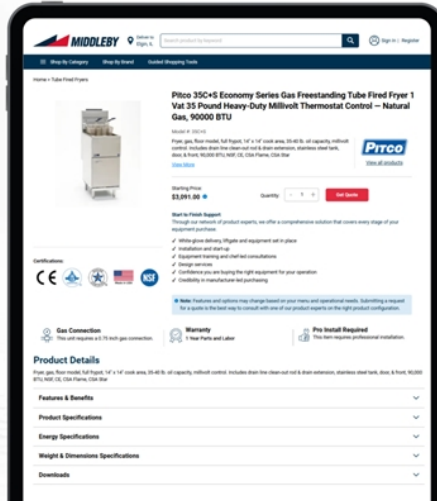 MIDDLEBY
Deliver to
Elgin, IL
Search product by keyword
Sign In | Register
Shop By Category
Shop By Brand
Guided Shopping Tools
Home > Tube Fired Fryers
Pitco 35C+S Economy Series Gas Freestanding Tube Fired Fryer 1
Vat 35 Pound Heavy-Duty Millivolt Thermostat Control — Natural
Gas, 90000 BTU
Model #: 35C+S
Fryer, gas, floor model, full frypot, 14" x 14" cook area, 35-40 lb. oil capacity, millivolt
control. Includes drain line clean-out rod & drain extension, stainless steel tank,
door, & front, 90,000 BTU, NSF, CE, CSA Flame, CSA Star
View More
PITCO
View all products
Starting Price:
$3,091.00
Quantity:
- 1 +
Get Quote
Start to Finish Support
Through our network of product experts, we offer a comprehensive solution that covers every stage of your
equipment purchase.
✓ White-glove delivery, liftgate and equipment set in place
✓ Installation and start-up
✓ Equipment training and chef-led consultations
✓ Design services
✓ Confidence you are buying the right equipment for your operation
✓ Credibility in manufacturer-led purchasing
Certifications:
CE
NSF
Note: Features and options may change based on your menu and operational needs. Submitting a request
for a quote is the best way to consult with one of our product experts on the right product configuration.
Gas Connection
This unit requires a 0.75 inch gas connection.
Warranty
1 Year Parts and Labor
Pro Install Required
This item requires professional installation.
Product Details
Fryer, gas, floor model, full frypot, 14" x 14" cook area, 35-40 lb. oil capacity, millivolt control. Includes drain line clean-out rod & drain extension, stainless steel tank, door, & front, 90,000
BTU, NSF, CE, CSA Flame, CSA Star
Features & Benefits
Product Specifications
Energy Specifications
Weight & Dimensions Specifications
Downloads